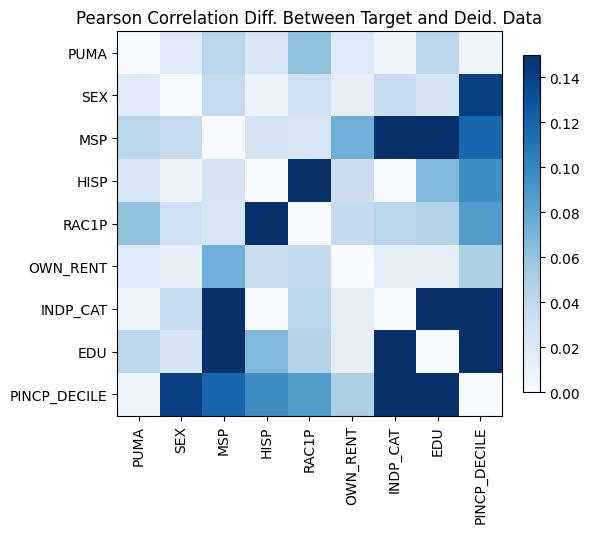 Pearson Correlation Diff. Between Target and Deid. Data
PUMA
SEX
MSP
HISP
RAC1P
OWN_RENT
INDP_CAT
EDU
PINCP_DECILE
PUMA
SEX
MSP
HISP
RAC1P
OWN_RENT
INDP_CAT
EDU
PINCP_DECILE
0.14
0.12
0.10
0.08
0.06
0.04
0.02
0.00